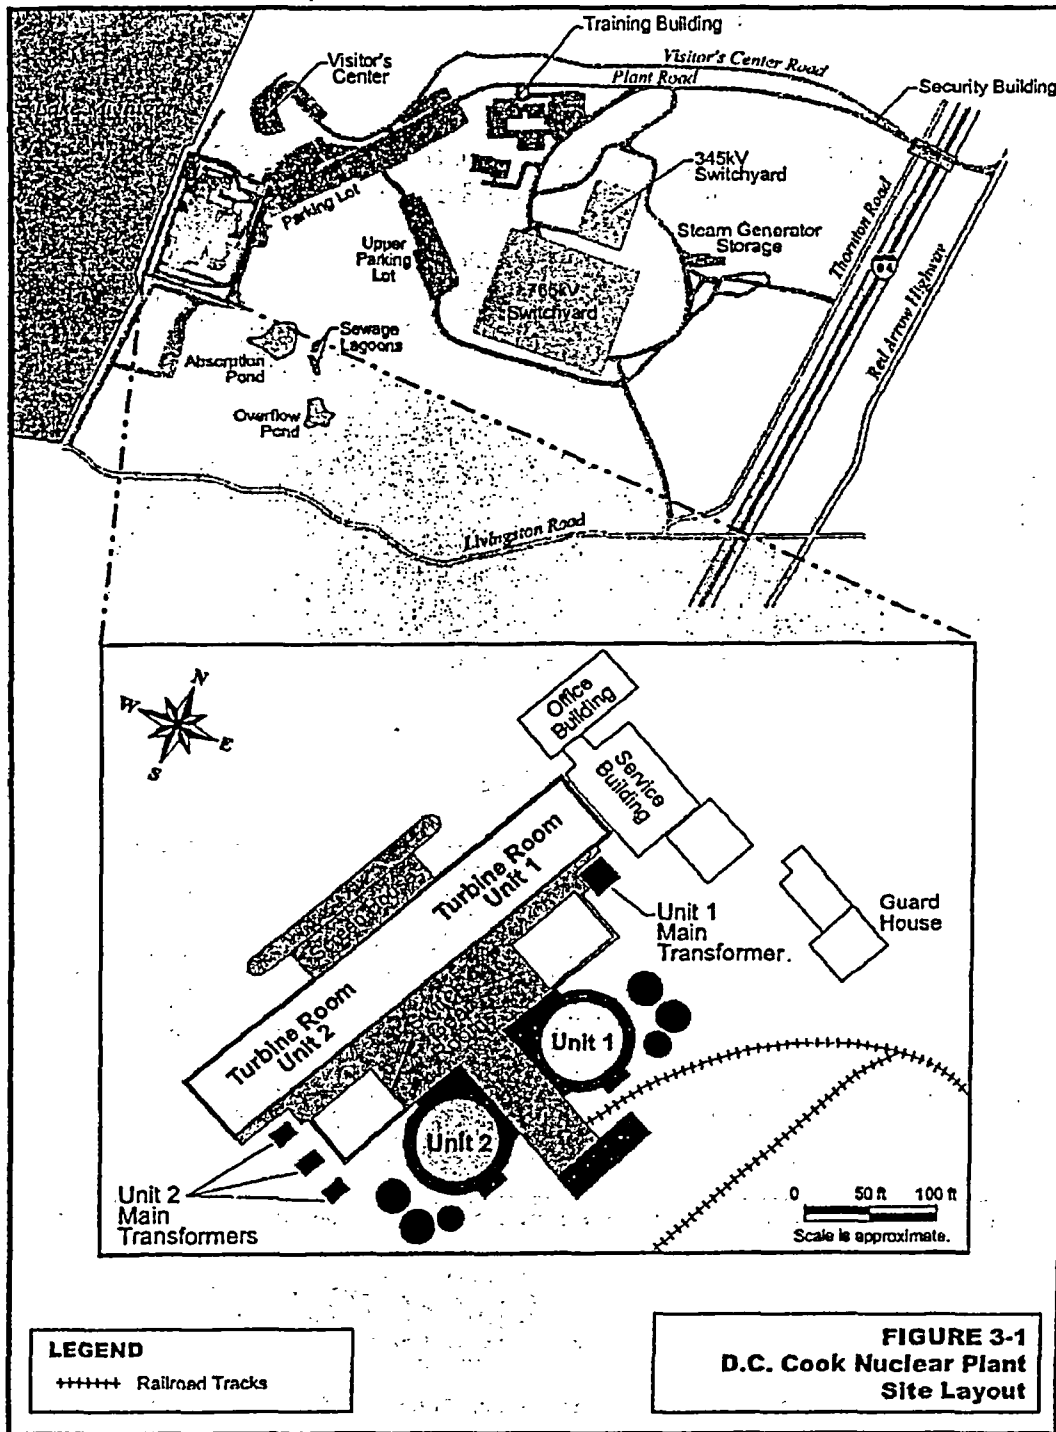 Training Building
Visitor's
Center
Visitor's Center Road
Plant Road
Security Building
345kV
Switchyard
Parking Lot
Thornton Road
Upper
Parking
Lot
Steam Generator
Storage
94
Red Arrow Highway
765kV
Switchyard
Sewage
Lagoons
Absorption
Pond
Overflow
Pond
Livingston Road
N
W
E
S
Office
Building
Service
Building
Turbine Room
Unit 1
Unit 1
Main
Transformer.
Guard
House
Turbine Room
Unit 2
Unit 1
Unit 2
Unit 2
Main
Transformers
0 50 ft 100 ft
Scale is approximate.
LEGEND
Railroad Tracks
FIGURE 3-1
D.C. Cook Nuclear Plant
Site Layout